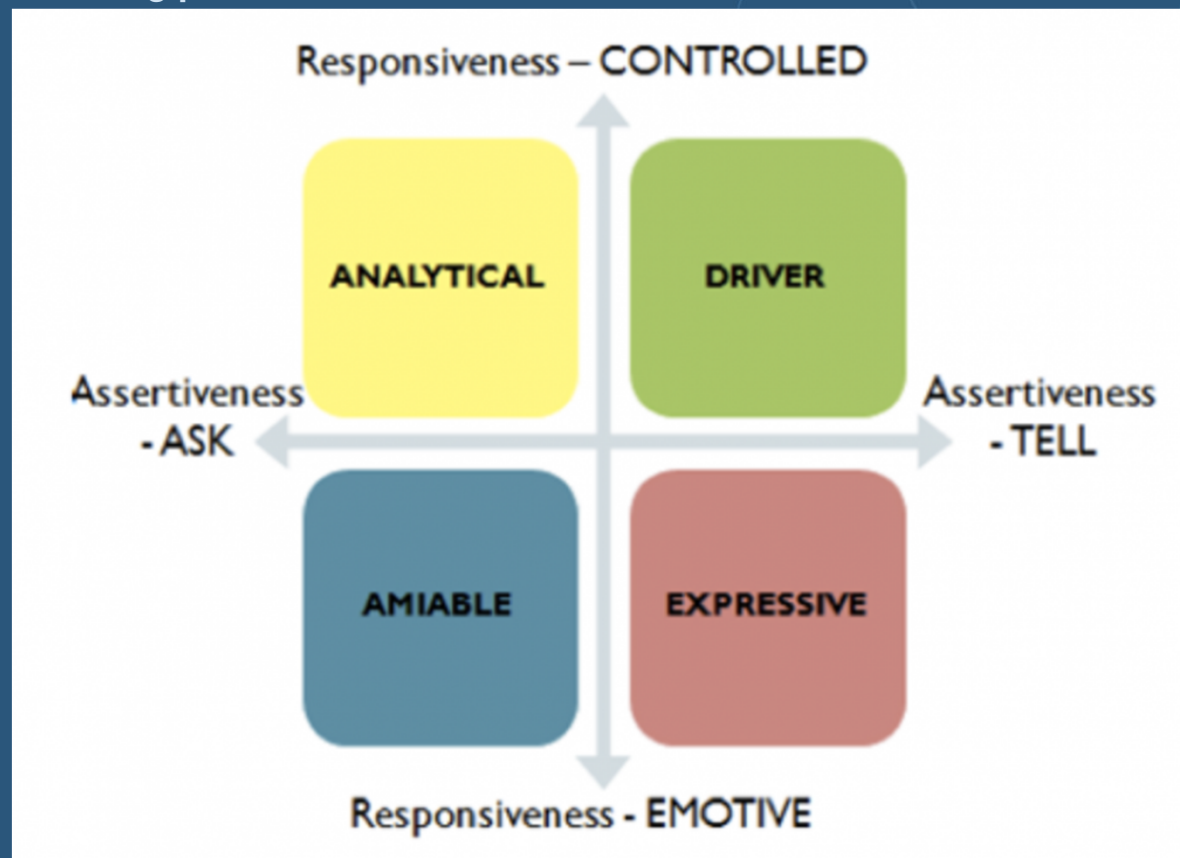 Responsiveness – CONTROLLED
ANALYTICAL
DRIVER
Assertiveness
- ASK
Assertiveness
- TELL
AMIABLE
EXPRESSIVE
Responsiveness - EMOTIVE